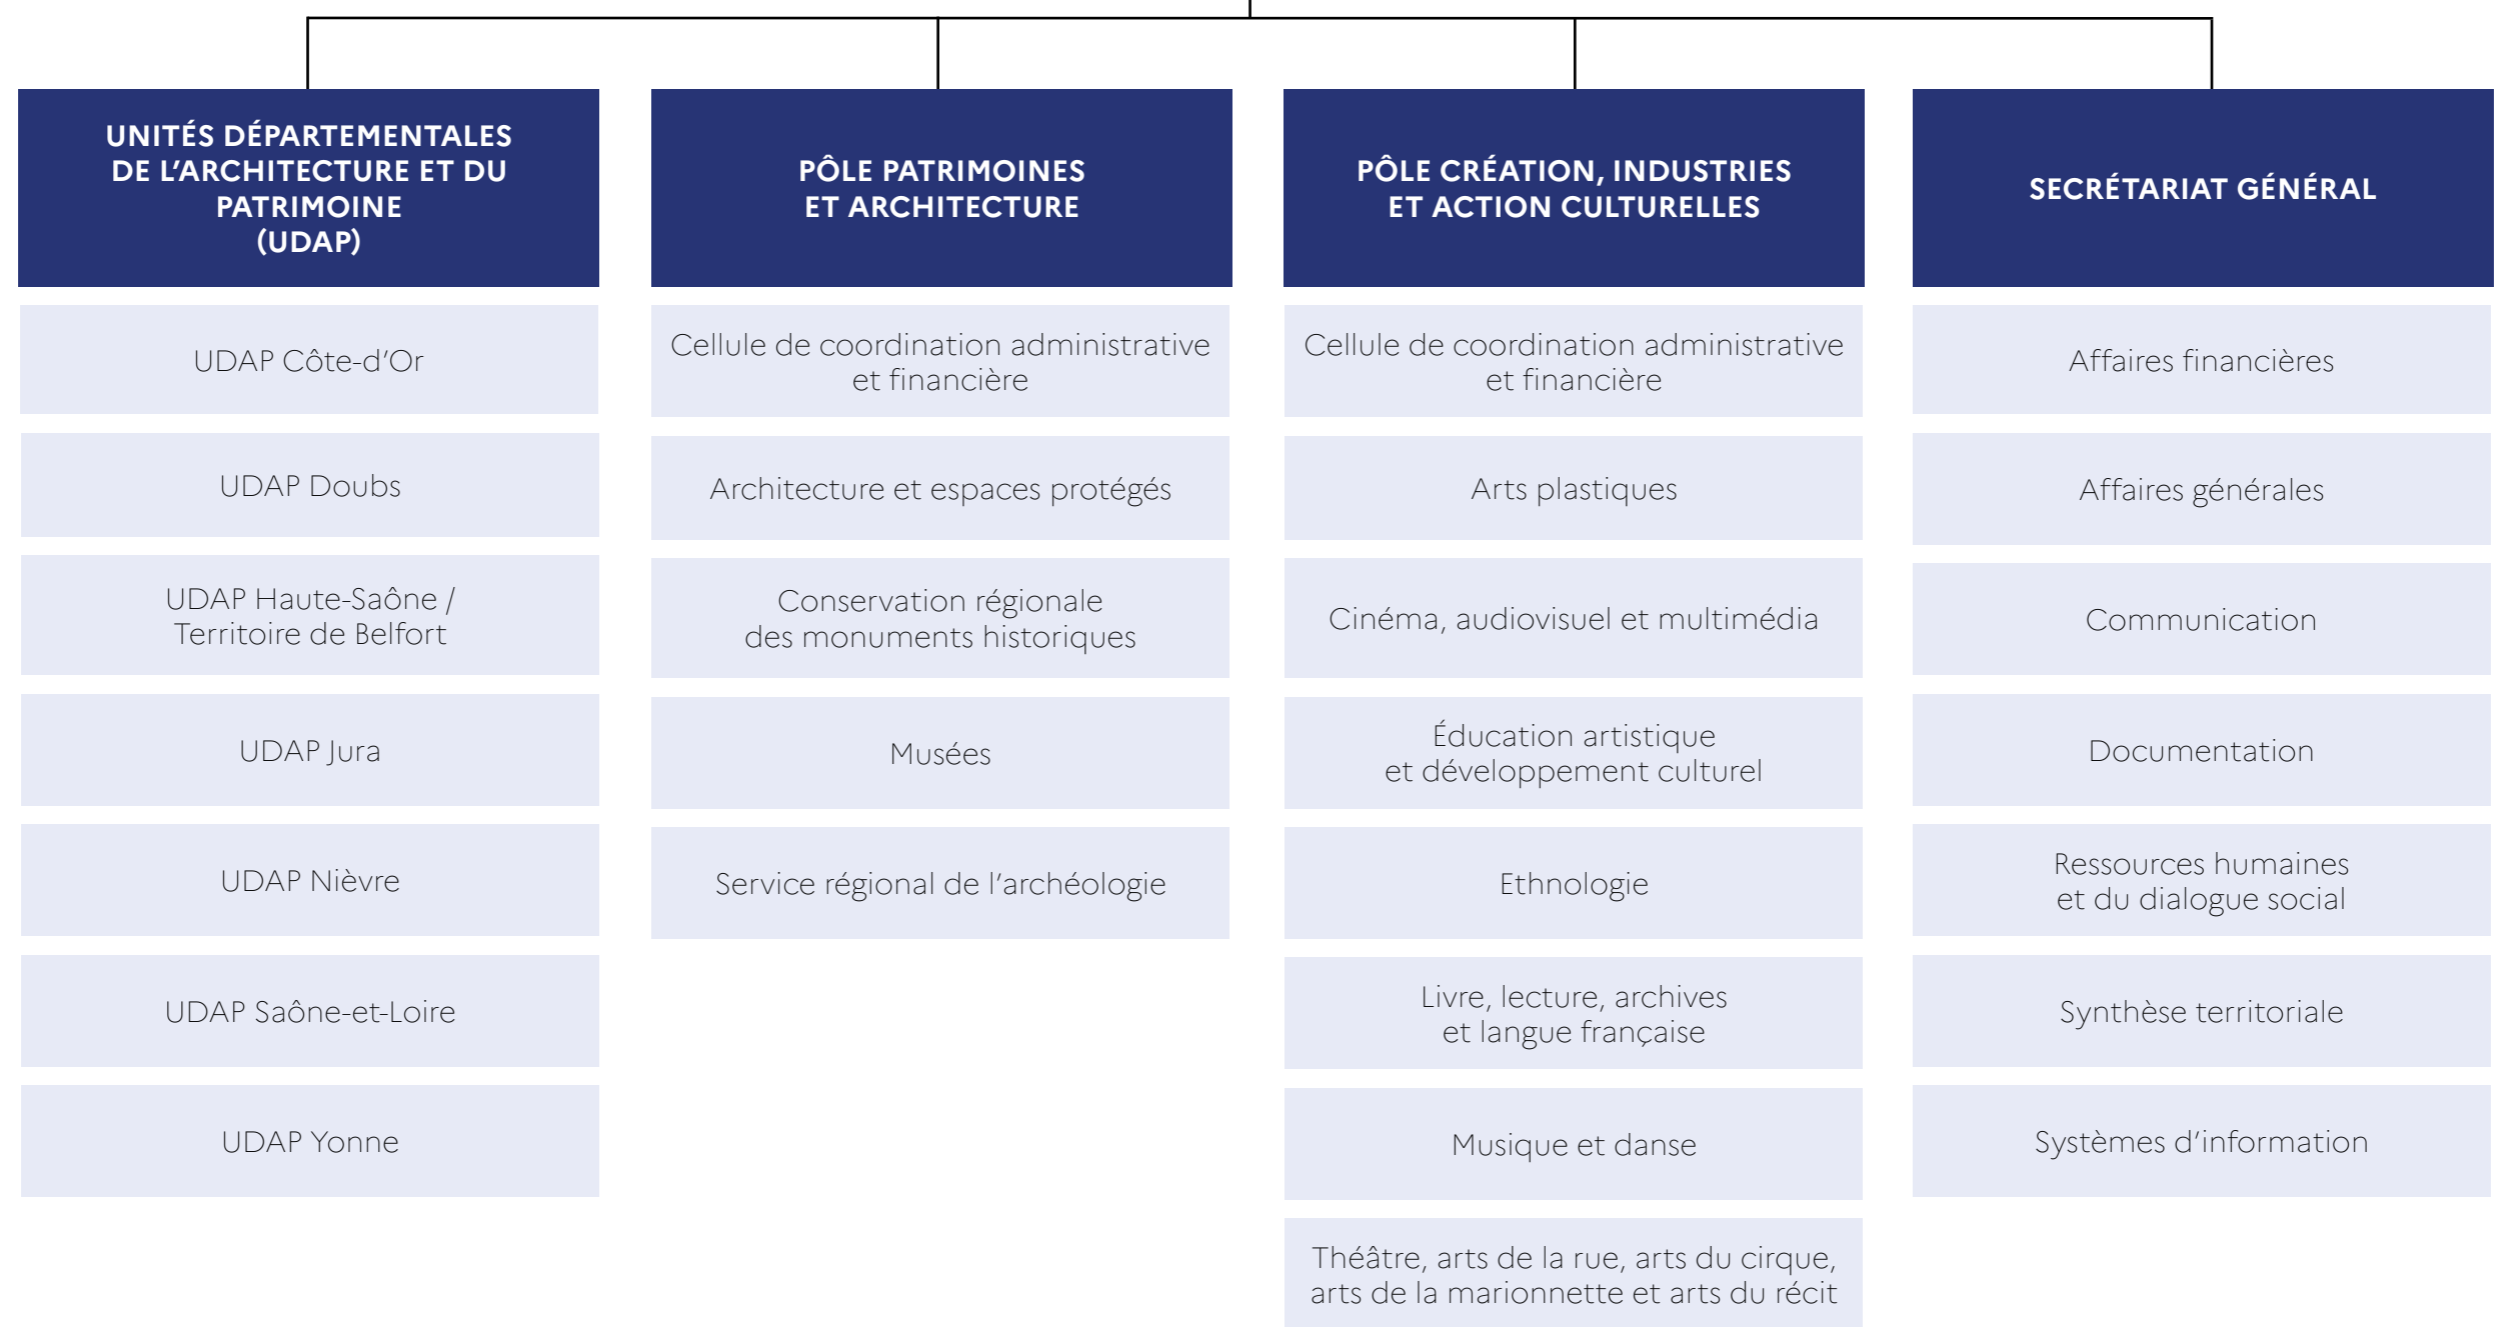 UNITÉS DÉPARTEMENTALES
DE L’ARCHITECTURE ET DU
PATRIMOINE
(UDAP)
UDAP Côte-d’Or
UDAP Doubs
UDAP Haute-Saône /
Territoire de Belfort
UDAP Jura
UDAP Nièvre
UDAP Saône-et-Loire
UDAP Yonne
PÔLE PATRIMOINES
ET ARCHITECTURE
Cellule de coordination administrative
et financière
Architecture et espaces protégés
Conservation régionale
des monuments historiques
Musées
Service régional de l’archéologie
PÔLE CRÉATION, INDUSTRIES
ET ACTION CULTURELLES
Cellule de coordination administrative
et financière
Arts plastiques
Cinéma, audiovisuel et multimédia
Éducation artistique
et développement culturel
Ethnologie
Livre, lecture, archives
et langue française
Musique et danse
Théâtre, arts de la rue, arts du cirque,
arts de la marionnette et arts du récit
SECRÉTARIAT GÉNÉRAL
Affaires financières
Affaires générales
Communication
Documentation
Ressources humaines
et du dialogue social
Synthèse territoriale
Systèmes d’information